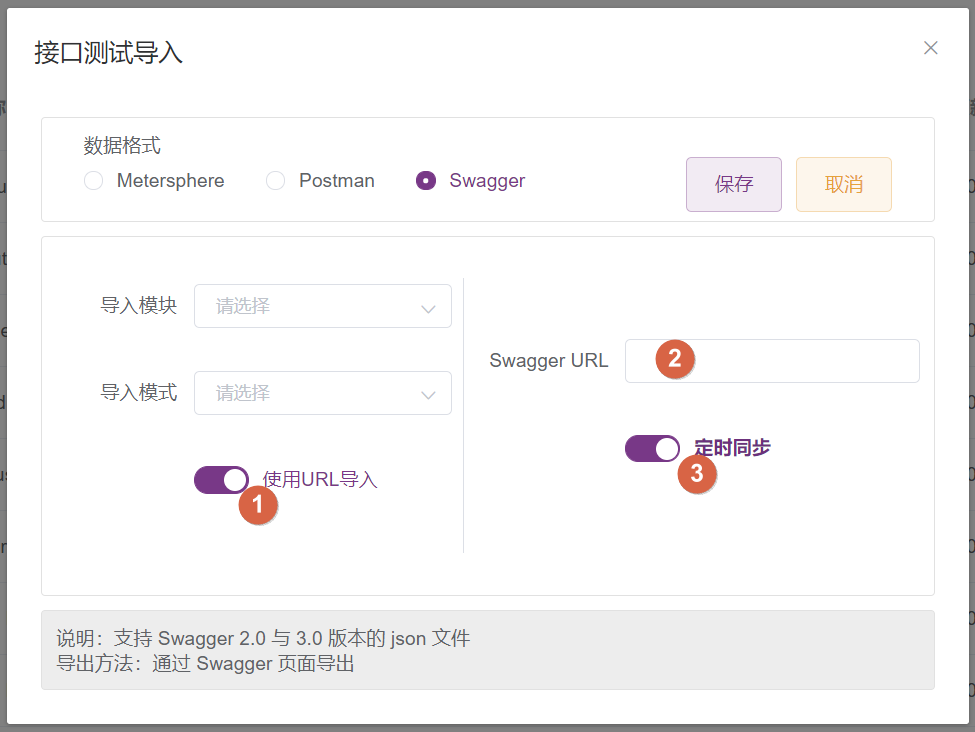 接口测试导入
数据格式
Metersphere
Postman
Swagger
保存
取消
导入模块
请选择
导入模式
请选择
使用URL导入
1
Swagger URL
2
定时同步
3
说明：支持 Swagger 2.0 与 3.0 版本的 json 文件
导出方法：通过 Swagger 页面导出